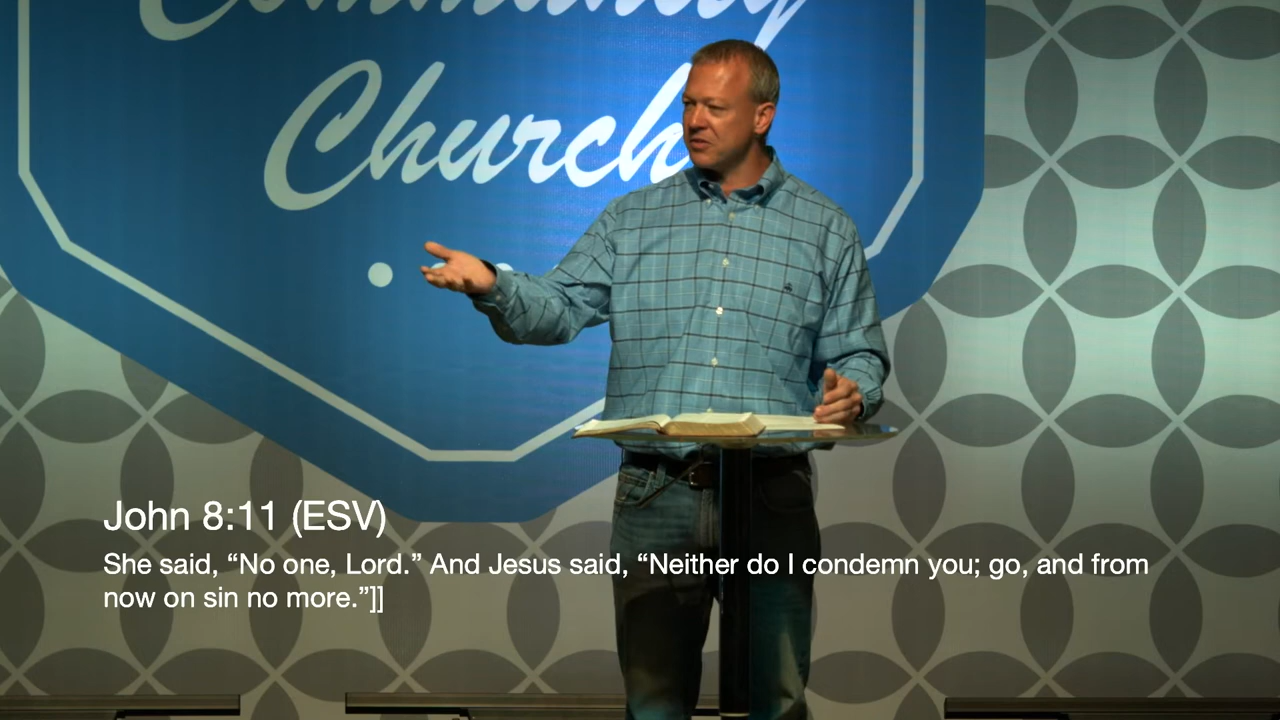 Community
Church
John 8:11 (ESV)
She said, “No one, Lord.” And Jesus said, “Neither do I condemn you; go, and from
now on sin no more.”]]